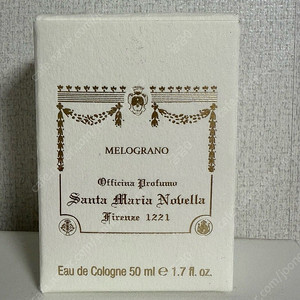 MELOGRANO
Officina Profumo
Santa Maria Novella
Firenze 1221
Eau de Cologne 50 ml ℮ 1.7 fl. oz.